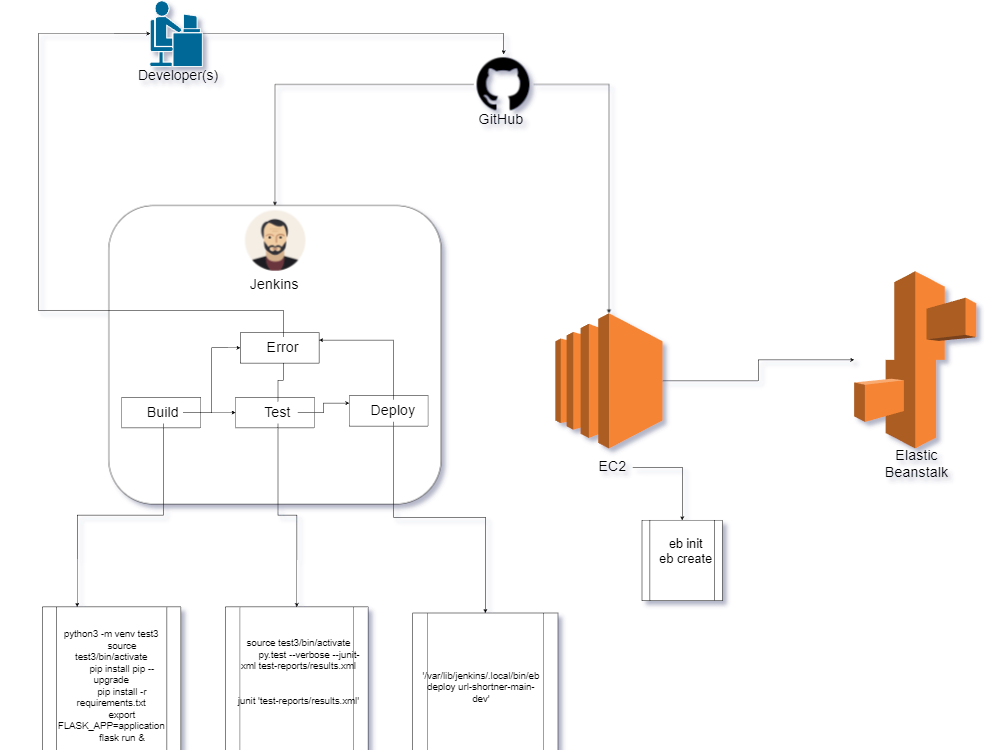 Developer(s)
GitHub
Jenkins
Error
Build
Test
Deploy
EC2
Elastic
Beanstalk
eb init
eb create
python3 -m venv test3
source
test3/bin/activate
pip install pip --
upgrade
pip install -r
requirements.txt
export
FLASK_APP=application
flask run &
source test3/bin/activate
py.test --verbose --junit-
xml test-reports/results.xml
junit 'test-reports/results.xml'
'/var/lib/jenkins/.local/bin/eb
deploy url-shortner-main-
dev'